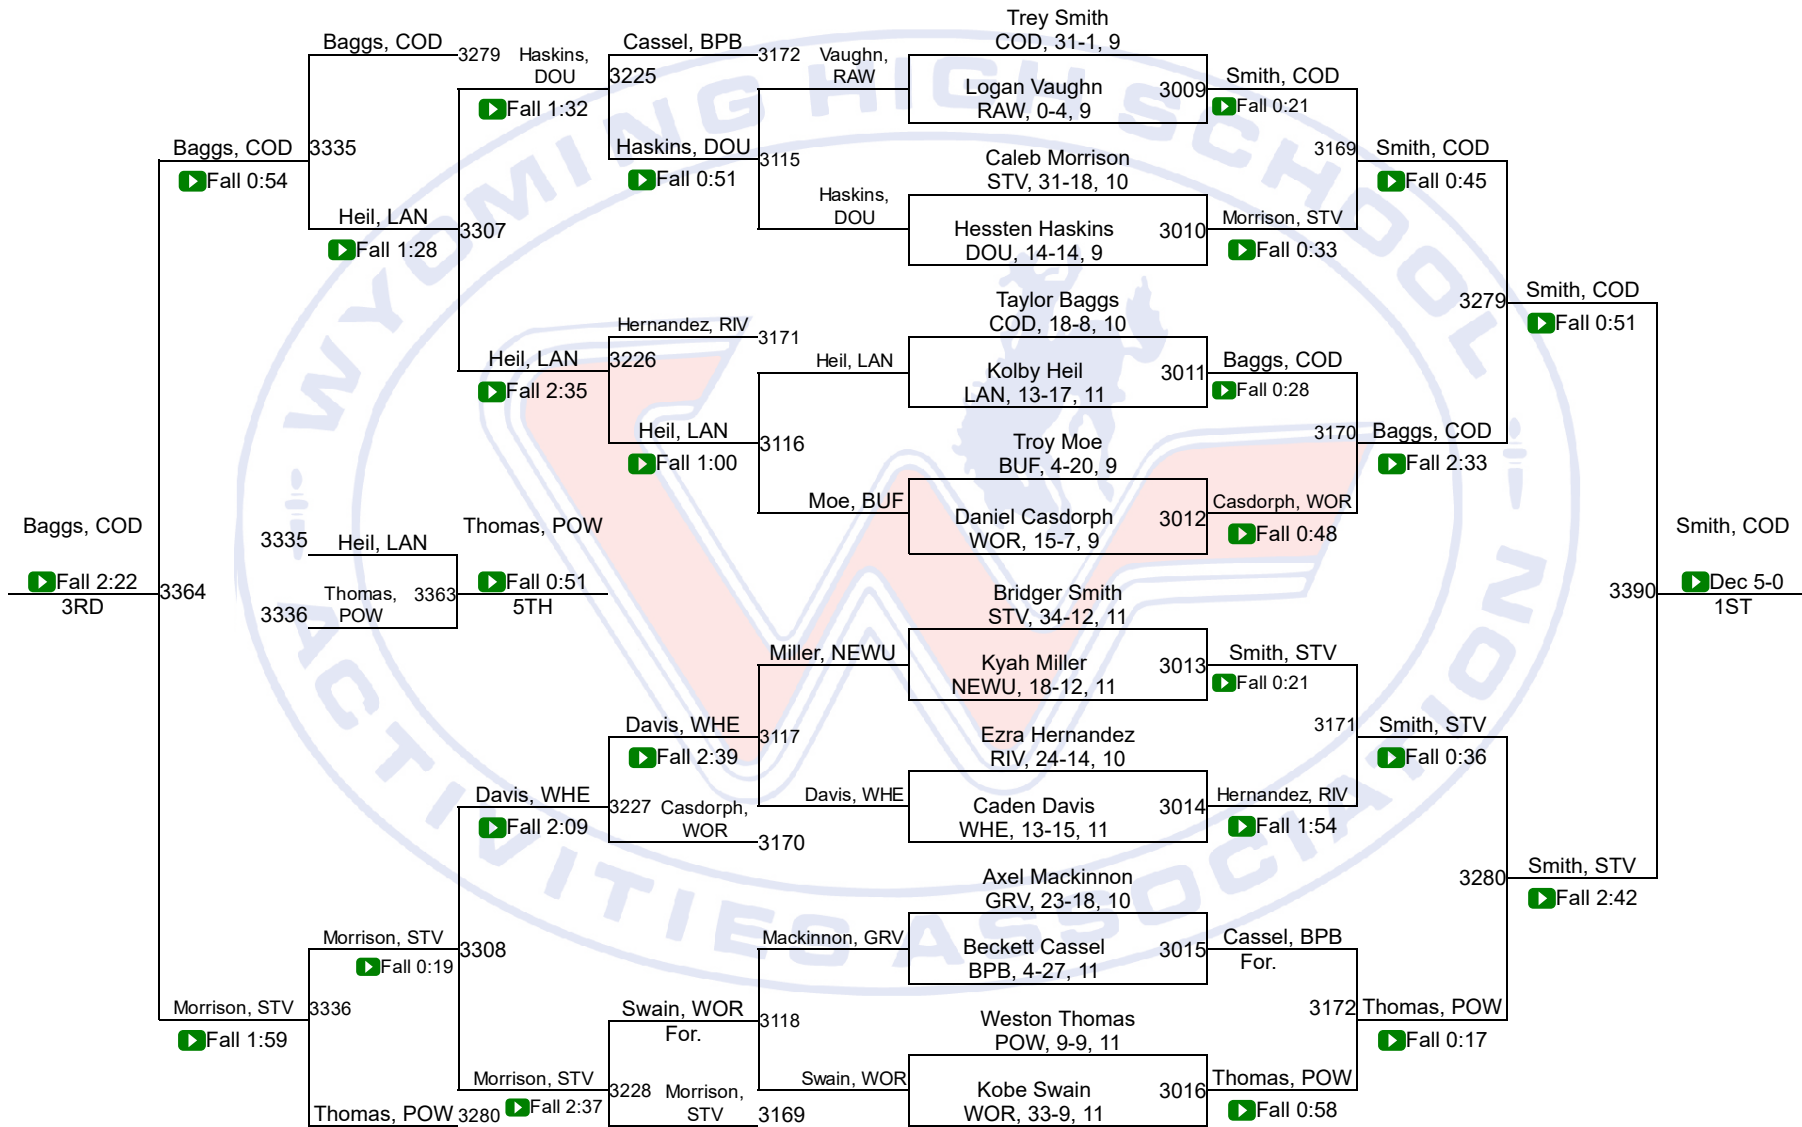 Trey Smith
COD, 31-1, 9
Baggs, COD
3279
Haskins,
DOU
Cassel, BPB
3172
Vaughn,
RAW
3225
Logan Vaughn
RAW, 0-4, 9
3009
Smith, COD
Fall 0:21
Fall 1:32
Baggs, COD
3335
Fall 0:54
Haskins, DOU
3115
Fall 0:51
Caleb Morrison
STV, 31-18, 10
3169
Smith, COD
Fall 0:45
Haskins,
DOU
Heil, LAN
3307
Fall 1:28
Hessten Haskins
DOU, 14-14, 9
3010
Morrison, STV
Fall 0:33
Taylor Baggs
COD, 18-8, 10
3279
Smith, COD
Fall 0:51
Hernandez, RIV
3171
Heil, LAN
3226
Fall 2:35
Heil, LAN
Kolby Heil
LAN, 13-17, 11
3011
Baggs, COD
Fall 0:28
Heil, LAN
3116
Fall 1:00
Troy Moe
BUF, 4-20, 9
3170
Baggs, COD
Fall 2:33
Moe, BUF
Daniel Casdorph
WOR, 15-7, 9
3012
Casdorph, WOR
Fall 0:48
Baggs, COD
Fall 2:22
3RD
3364
3335
Heil, LAN
Thomas, POW
3336
Thomas,
POW
3363
Fall 0:51
5TH
Smith, COD
3390
Dec 5-0
1ST
Bridger Smith
STV, 34-12, 11
Miller, NEWU
Kyah Miller
NEWU, 18-12, 11
3013
Smith, STV
Fall 0:21
Davis, WHE
3117
Fall 2:39
Ezra Hernandez
RIV, 24-14, 10
3171
Smith, STV
Fall 0:36
Davis, WHE
Fall 2:09
3227
Casdorph,
WOR
3170
Davis, WHE
Caden Davis
WHE, 13-15, 11
3014
Hernandez, RIV
Fall 1:54
Axel Mackinnon
GRV, 23-18, 10
3280
Smith, STV
Fall 2:42
Morrison, STV
3308
Fall 0:19
Mackinnon, GRV
Beckett Cassel
BPB, 4-27, 11
3015
Cassel, BPB
For.
Morrison, STV
3336
Fall 1:59
Swain, WOR
For.
3118
Weston Thomas
POW, 9-9, 11
3172
Thomas, POW
Fall 0:17
Morrison, STV
3228
Fall 2:37
Morrison,
STV
3169
Swain, WOR
Kobe Swain
WOR, 33-9, 11
3016
Thomas, POW
Fall 0:58
Thomas, POW
3280
WYOMING HIGH SCHOOL
ACTIVITIES ASSOCIATION